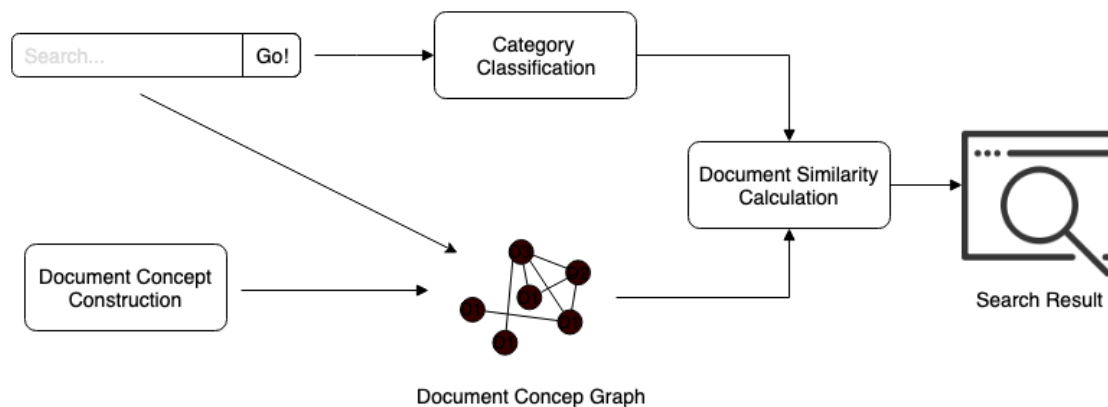 Search...
Go!
Category
Classification
Document Similarity
Calculation
Document Concept
Construction
Search Result
Document Concep Graph